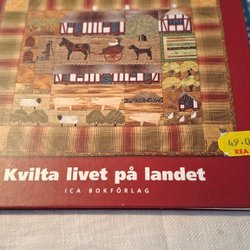 Kvilta livet på landet
ICA BOKFÖRLAG
REA